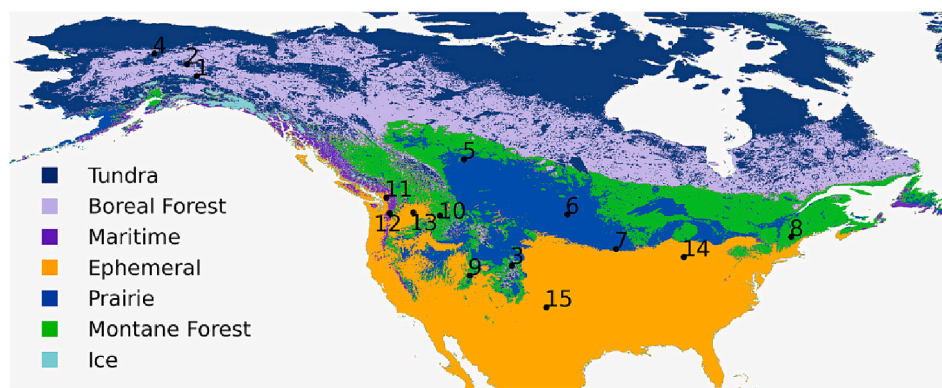 4
2
1
5
6
11
12
13
10
8
7
14
3
9
15
Tundra
Boreal Forest
Maritime
Ephemeral
Prairie
Montane Forest
Ice